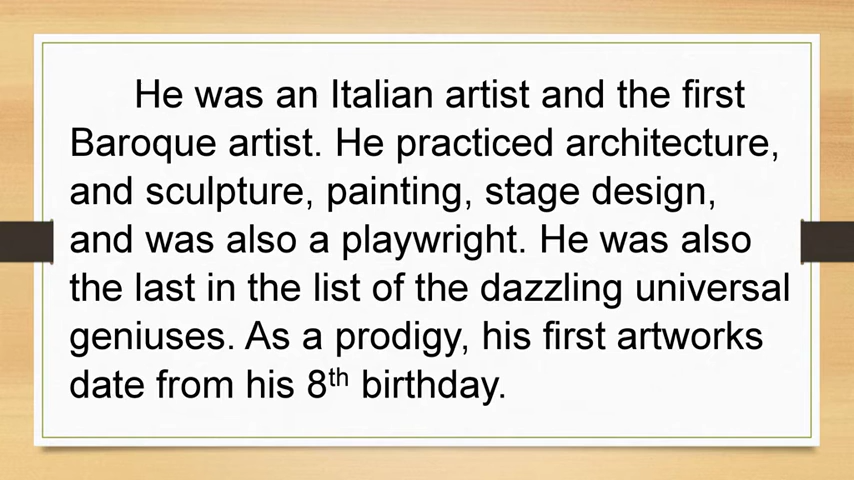 He was an Italian artist and the first
Baroque artist. He practiced architecture,
and sculpture, painting, stage design,
and was also a playwright. He was also
the last in the list of the dazzling universal
geniuses. As a prodigy, his first artworks
date from his 8th birthday.